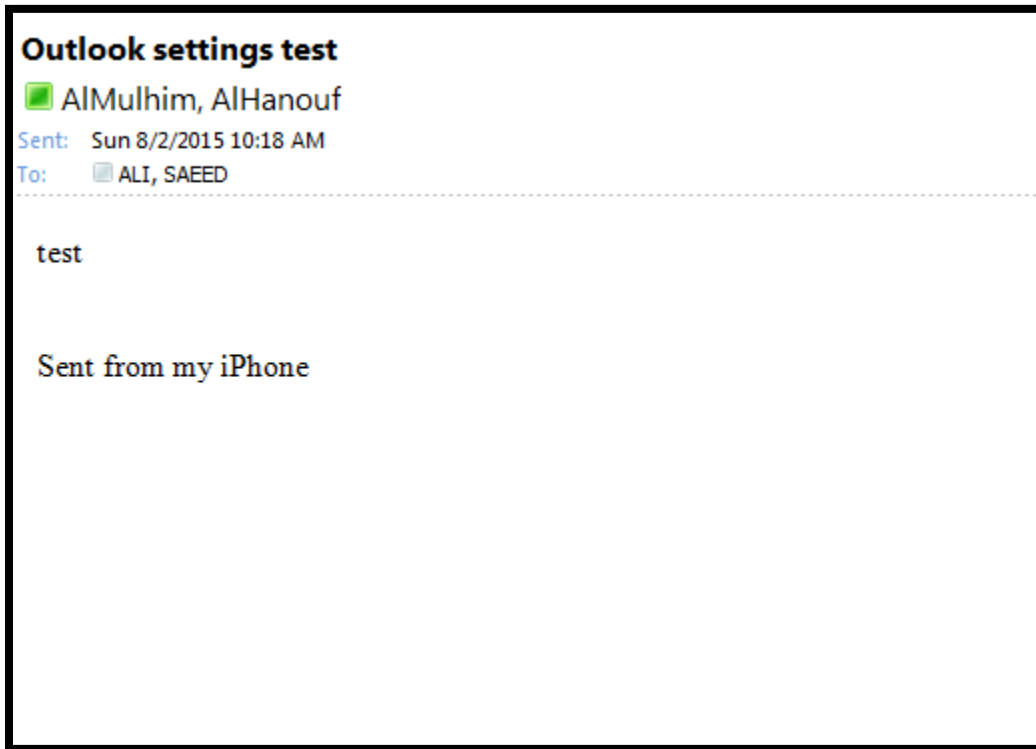 Outlook settings test
AlMulhim, AlHanouf
Sent: Sun 8/2/2015 10:18 AM
To: ALI, SAEED
test
Sent from my iPhone